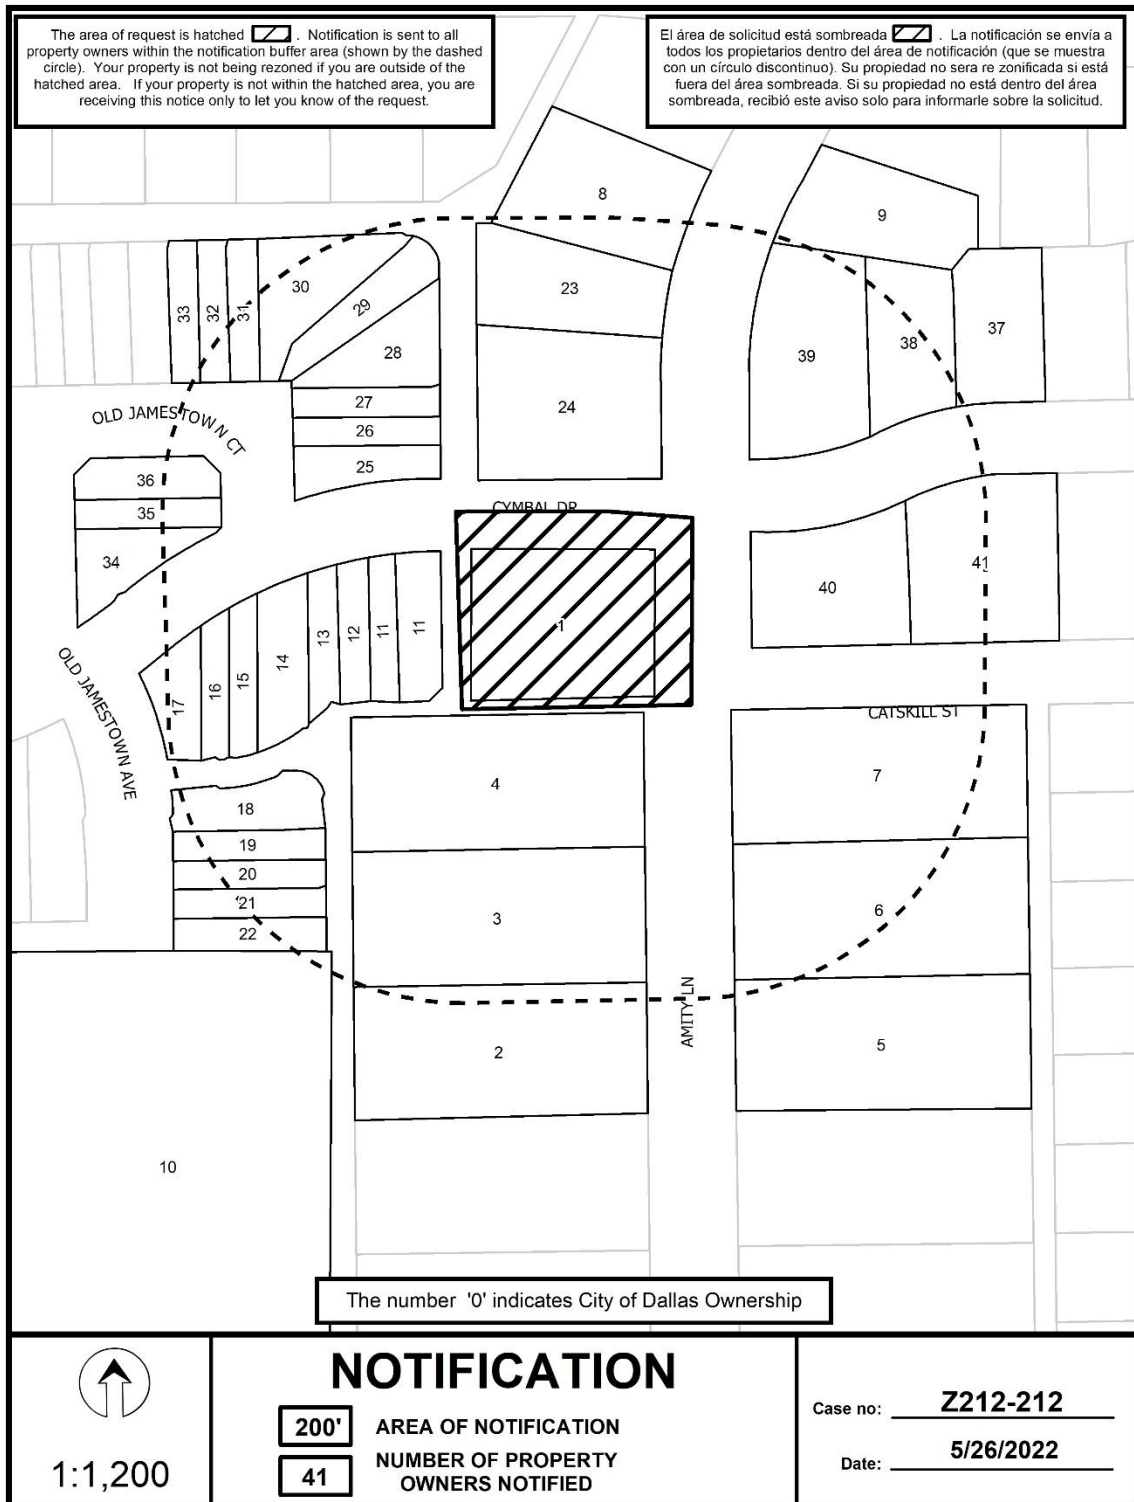 The area of request is hatched . Notification is sent to all
property owners within the notification buffer area (shown by the dashed
circle). Your property is not being rezoned if you are outside of the
hatched area. If your property is not within the hatched area, you are
receiving this notice only to let you know of the request.
El área de solicitud está sombreada . La notificación se envía a
todos los propietarios dentro del área de notificación (que se muestra
con un círculo discontinuo). Su propiedad no sera re zonificada si está
fuera del área sombreada. Si su propiedad no está dentro del área
sombreada, recibió este aviso solo para informarle sobre la solicitud.
8
9
23
24
30
29
28
33
32
31
27
26
25
39
38
37
OLD JAMESTOWN CT
36
35
34
CYMBAL DR
1
40
41
17
16
15
14
13
12
11
11
OLD JAMESTOWN AVE
CATSKILL ST
4
7
18
19
20
21
22
3
6
2
AMITY LN
5
10
The number '0' indicates City of Dallas Ownership
1:1,200
NOTIFICATION
200' AREA OF NOTIFICATION
41 NUMBER OF PROPERTY
OWNERS NOTIFIED
Case no: Z212-212
Date: 5/26/2022